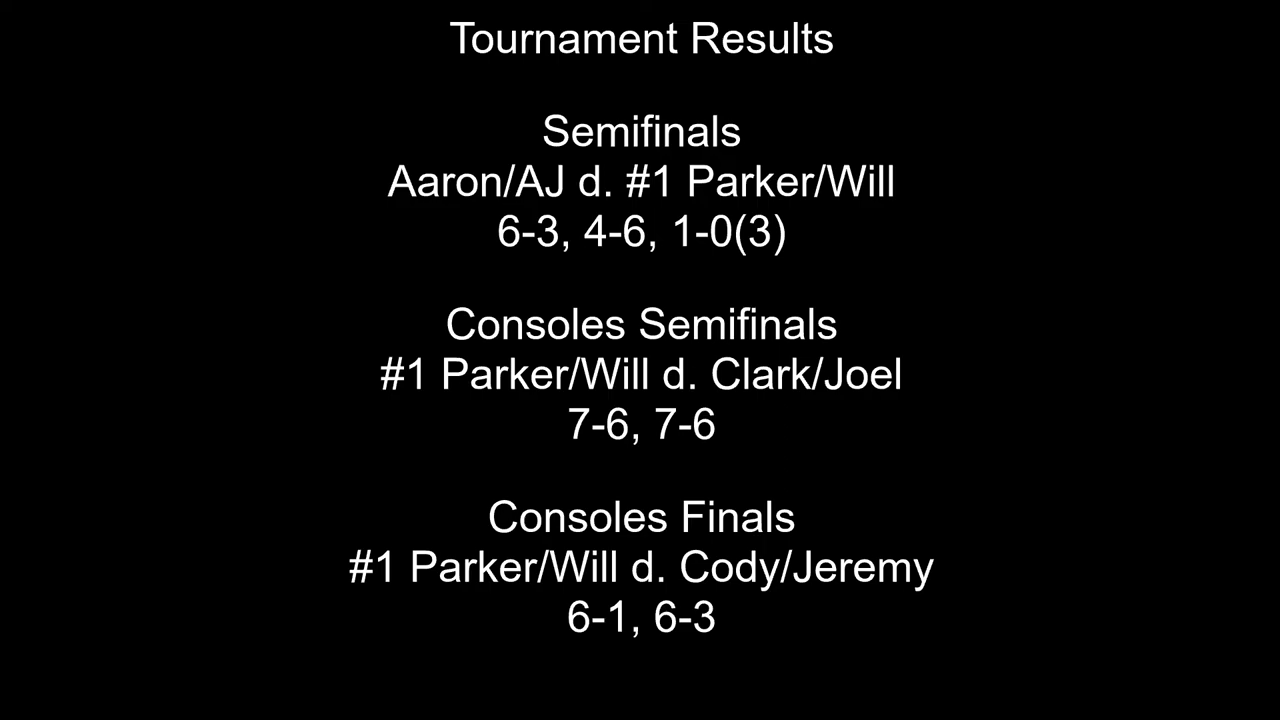 Tournament Results
Semifinals
Aaron/AJ d. #1 Parker/Will
6-3, 4-6, 1-0(3)
Consoles Semifinals
#1 Parker/Will d. Clark/Joel
7-6, 7-6
Consoles Finals
#1 Parker/Will d. Cody/Jeremy
6-1, 6-3